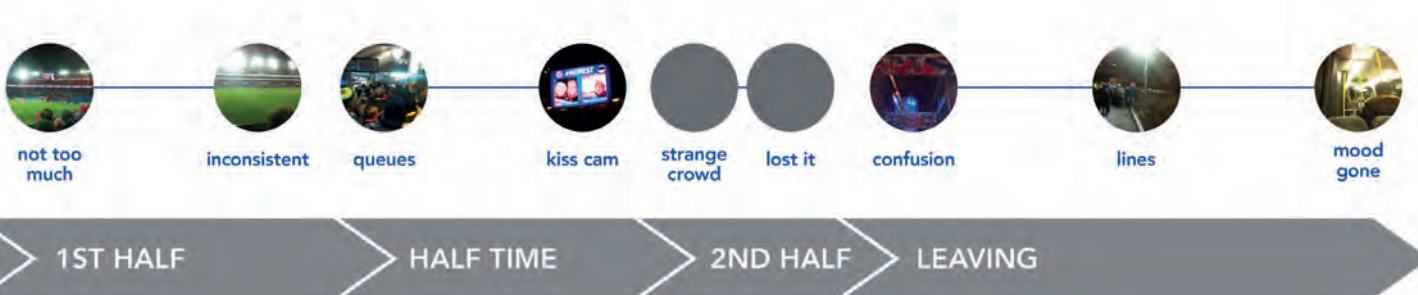 not too
much
inconsistent
queues
#HONEST
kiss cam
strange
crowd
lost it
confusion
lines
mood
gone
1ST HALF
HALF TIME
2ND HALF
LEAVING